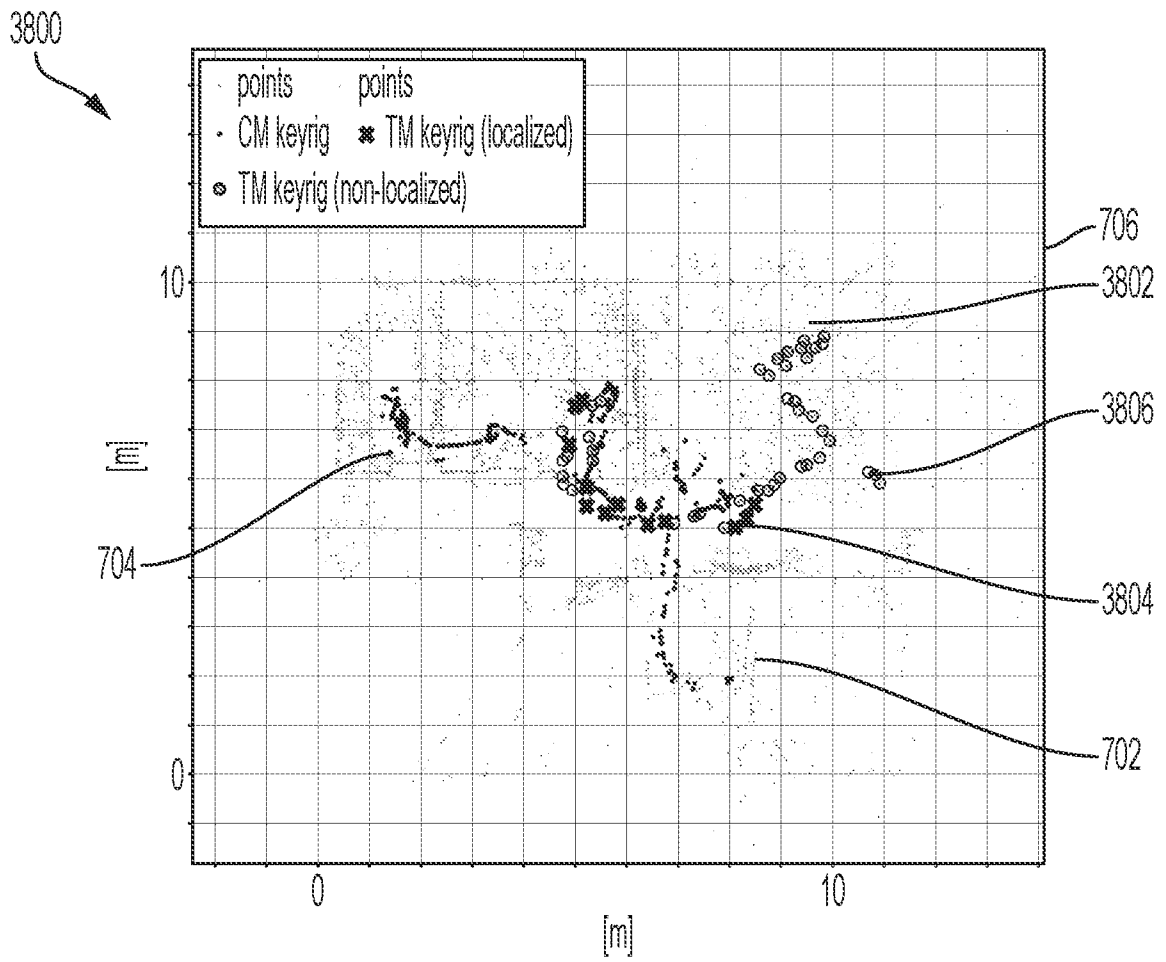 3800
points points
CM keyrig TM keyrig (localized)
TM keyrig (non-localized)
706
10
3802
3806
[m]
704
3804
702
0
0 10
[m]